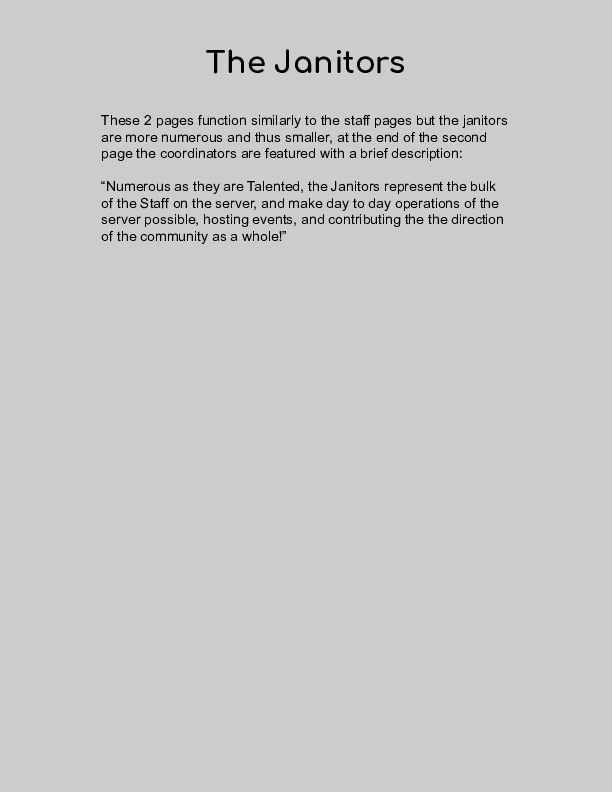 The Janitors
These 2 pages function similarly to the staff pages but the janitors
are more numerous and thus smaller, at the end of the second
page the coordinators are featured with a brief description:
“Numerous as they are Talented, the Janitors represent the bulk
of the Staff on the server, and make day to day operations of the
server possible, hosting events, and contributing the the direction
of the community as a whole!”